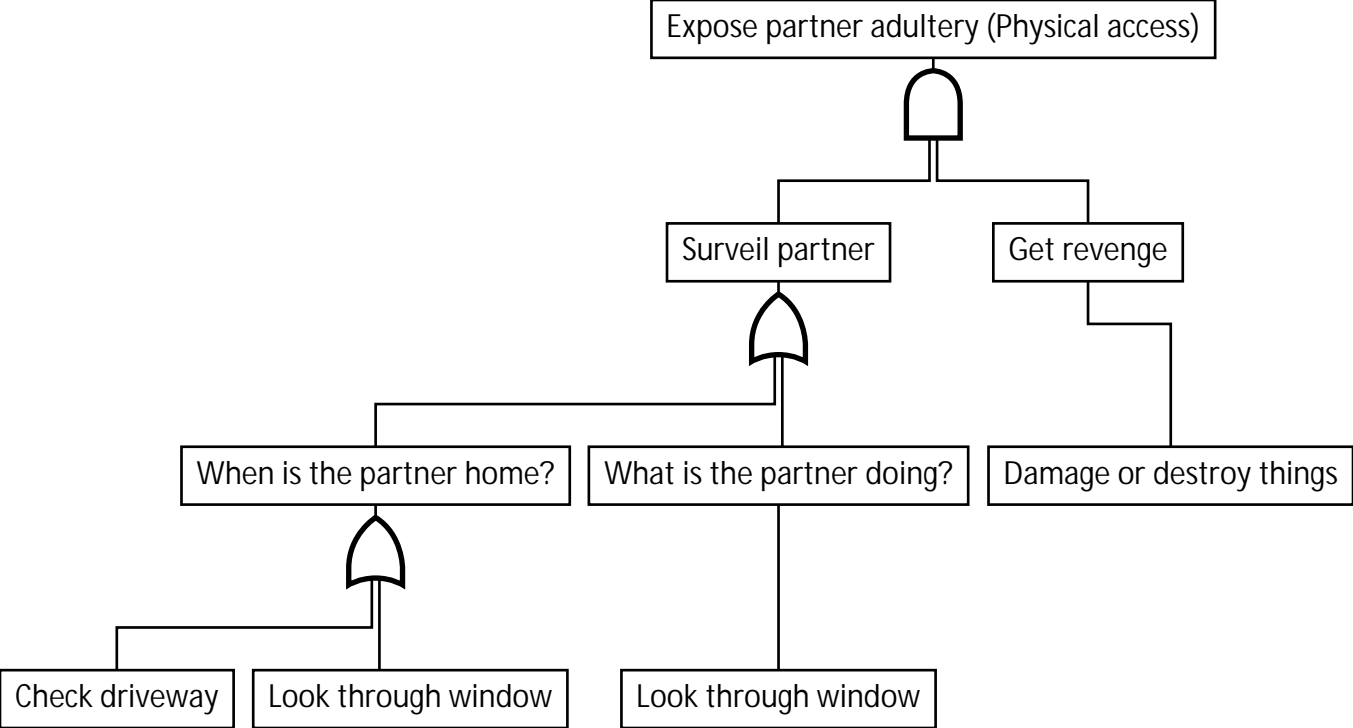 Expose partner adultery (Physical access)
Surveil partner
Get revenge
When is the partner home?
What is the partner doing?
Damage or destroy things
Check driveway
Look through window
Look through window